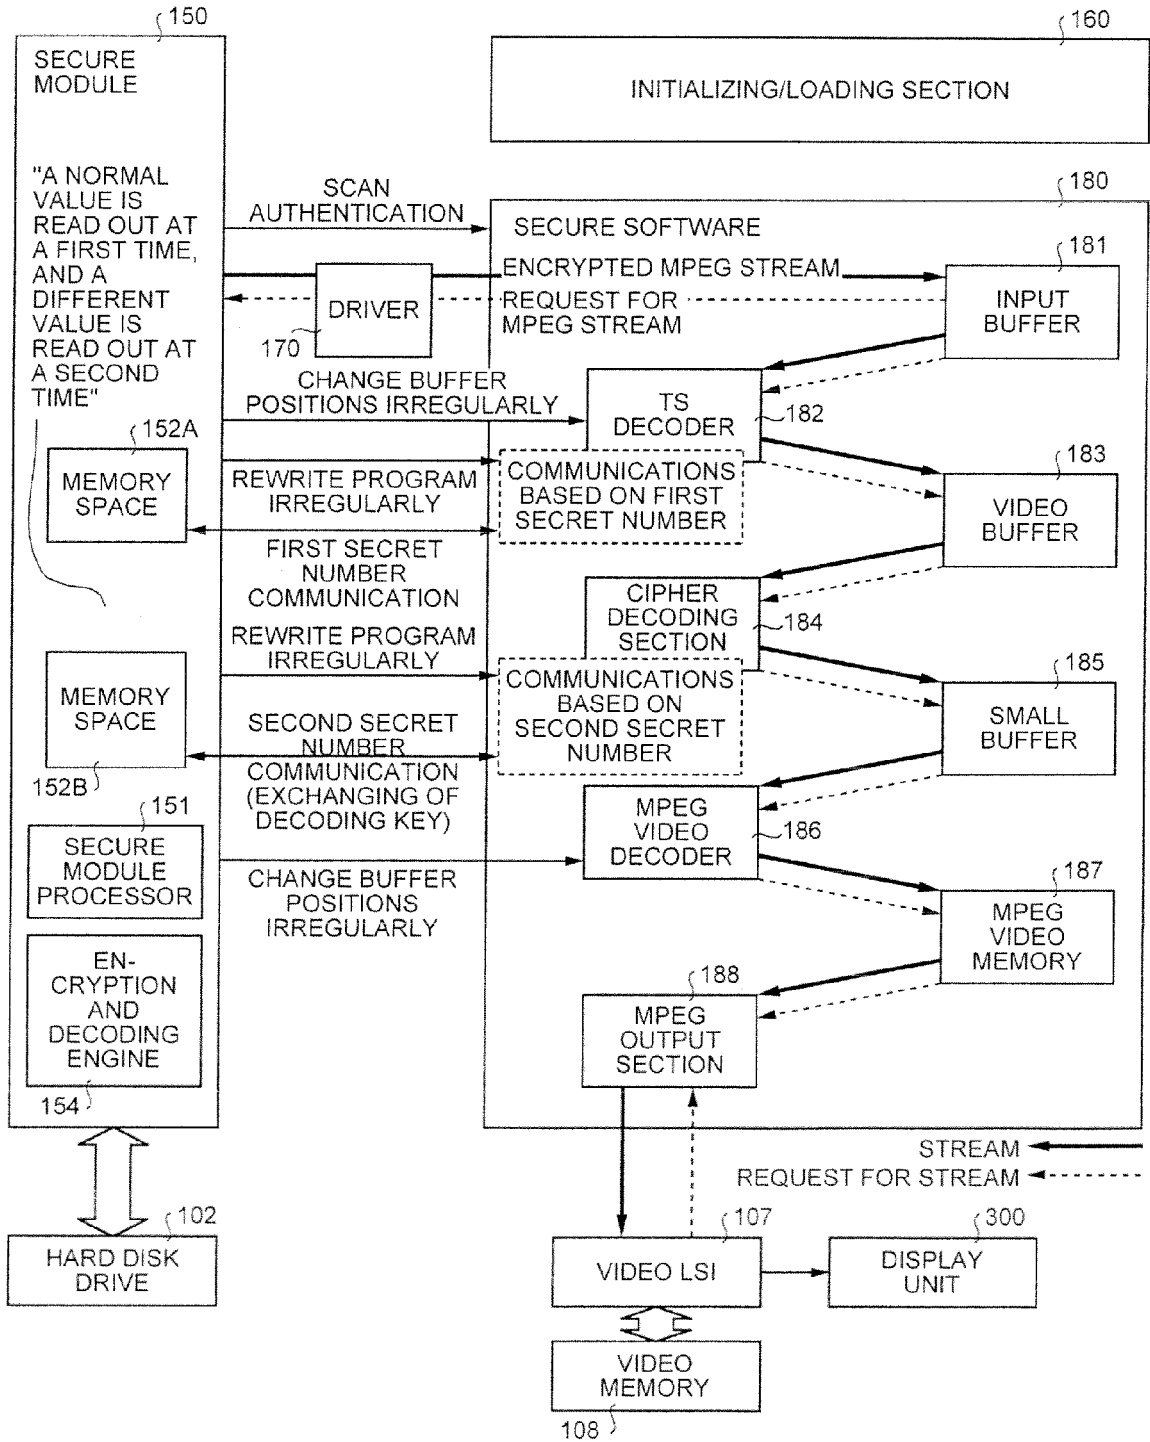 150
SECURE
MODULE
"A NORMAL
VALUE IS
READ OUT AT
A FIRST TIME,
AND A
DIFFERENT
VALUE IS
READ OUT AT
A SECOND
TIME"
152A
MEMORY
SPACE
MEMORY
SPACE
152B
151
SECURE
MODULE
PROCESSOR
EN-
CRYPTION
AND
DECODING
ENGINE
154
102
HARD DISK
DRIVE
160
INITIALIZING/LOADING SECTION
SCAN
AUTHENTICATION
DRIVER
170
CHANGE BUFFER
POSITIONS IRREGULARLY
REWRITE PROGRAM
IRREGULARLY
FIRST SECRET
NUMBER
COMMUNICATION
REWRITE PROGRAM
IRREGULARLY
SECOND SECRET
NUMBER
COMMUNICATION
(EXCHANGING OF
DECODING KEY)
CHANGE BUFFER
POSITIONS
IRREGULARLY
180
SECURE SOFTWARE
ENCRYPTED MPEG STREAM
REQUEST FOR
MPEG STREAM
181
INPUT
BUFFER
TS
DECODER
182
COMMUNICATIONS
BASED ON FIRST
SECRET NUMBER
183
VIDEO
BUFFER
CIPHER
DECODING
SECTION
184
COMMUNICATIONS
BASED ON
SECOND SECRET
NUMBER
185
SMALL
BUFFER
MPEG
VIDEO
DECODER
186
187
MPEG
VIDEO
MEMORY
188
MPEG
OUTPUT
SECTION
STREAM
REQUEST FOR STREAM
107
VIDEO LSI
300
DISPLAY
UNIT
VIDEO
MEMORY
108